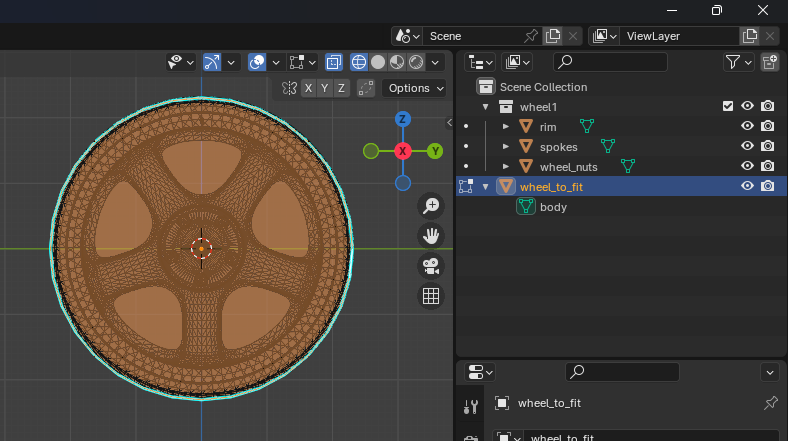 Scene
ViewLayer
X Y Z
Options
Z
X
Y
Scene Collection
wheel1
rim
spokes
wheel_nuts
wheel_to_fit
body
wheel_to_fit
wheel_to_fit